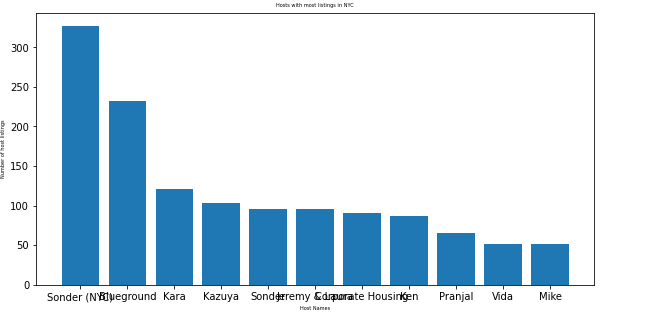 Hosts with most listings in NYC
Number of host listings
300
250
200
150
100
50
0
Sonder (NYC) Blueground Kara Kazuya Sonder Jeremy & Laura Corporate Housing Ken Pranjal Vida Mike
Host Names